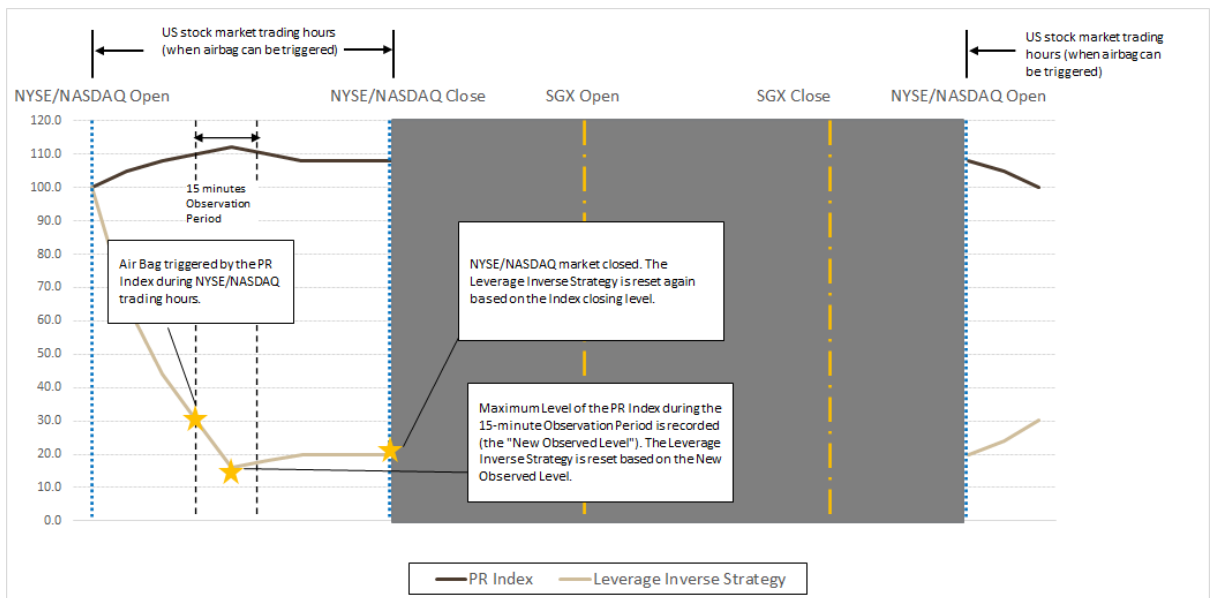 US stock market trading hours
(when airbag can be triggered)
US stock market trading
hours (when airbag can
be triggered)
NYSE/NASDAQ Open
NYSE/NASDAQ Close
SGX Open
SGX Close
NYSE/NASDAQ Open
120.0
110.0
100.0
90.0
80.0
70.0
60.0
50.0
40.0
30.0
20.0
10.0
0.0
15 minutes
Observation
Period
Air Bag triggered by the PR
Index during NYSE/NASDAQ
trading hours.
NYSE/NASDAQ market closed. The
Leverage Inverse Strategy is reset again
based on the Index closing level.
Maximum Level of the PR Index during the
15-minute Observation Period is recorded
(the "New Observed Level"). The Leverage
Inverse Strategy is reset based on the New
Observed Level.
PR Index
Leverage Inverse Strategy